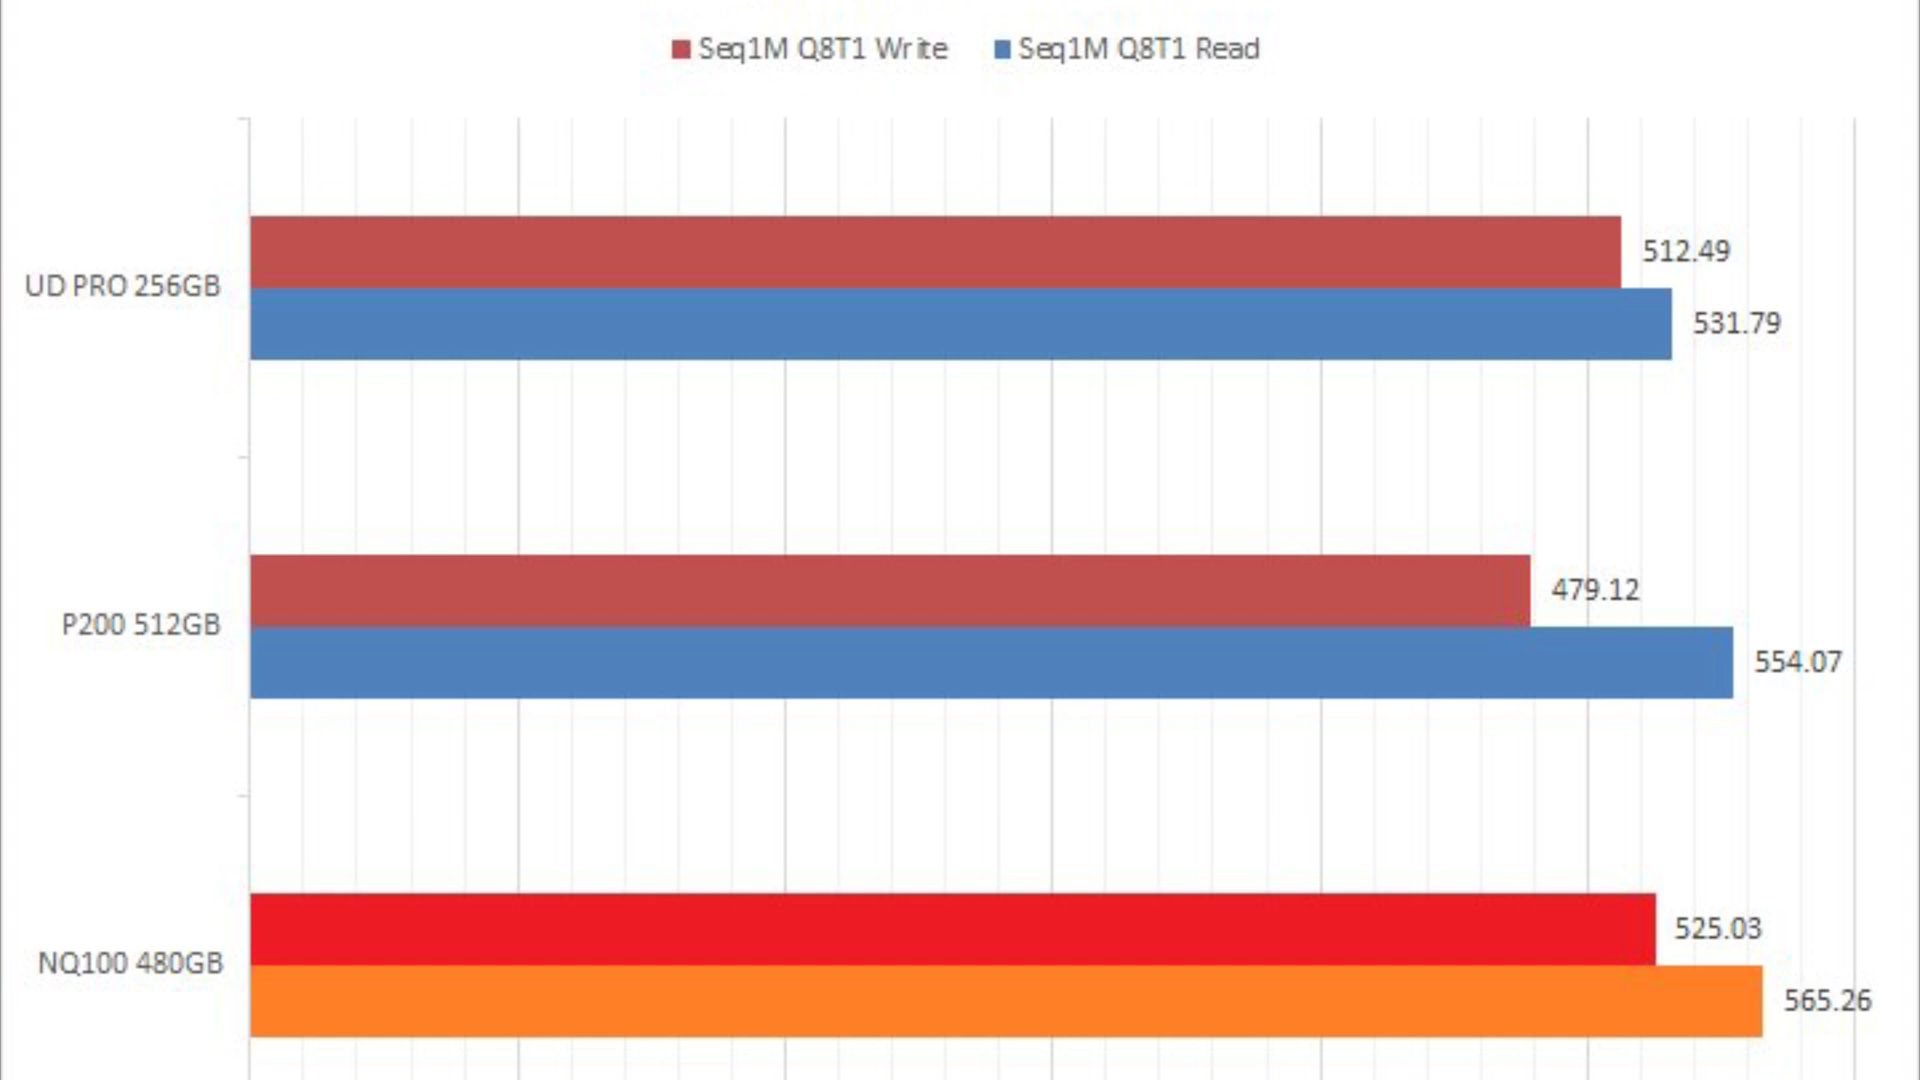 Seq1M Q8T1 Write Seq1M Q8T1 Read
512.49
UD PRO 256GB
531.79
479.12
P200 512GB
554.07
525.03
NQ100 480GB
565.26